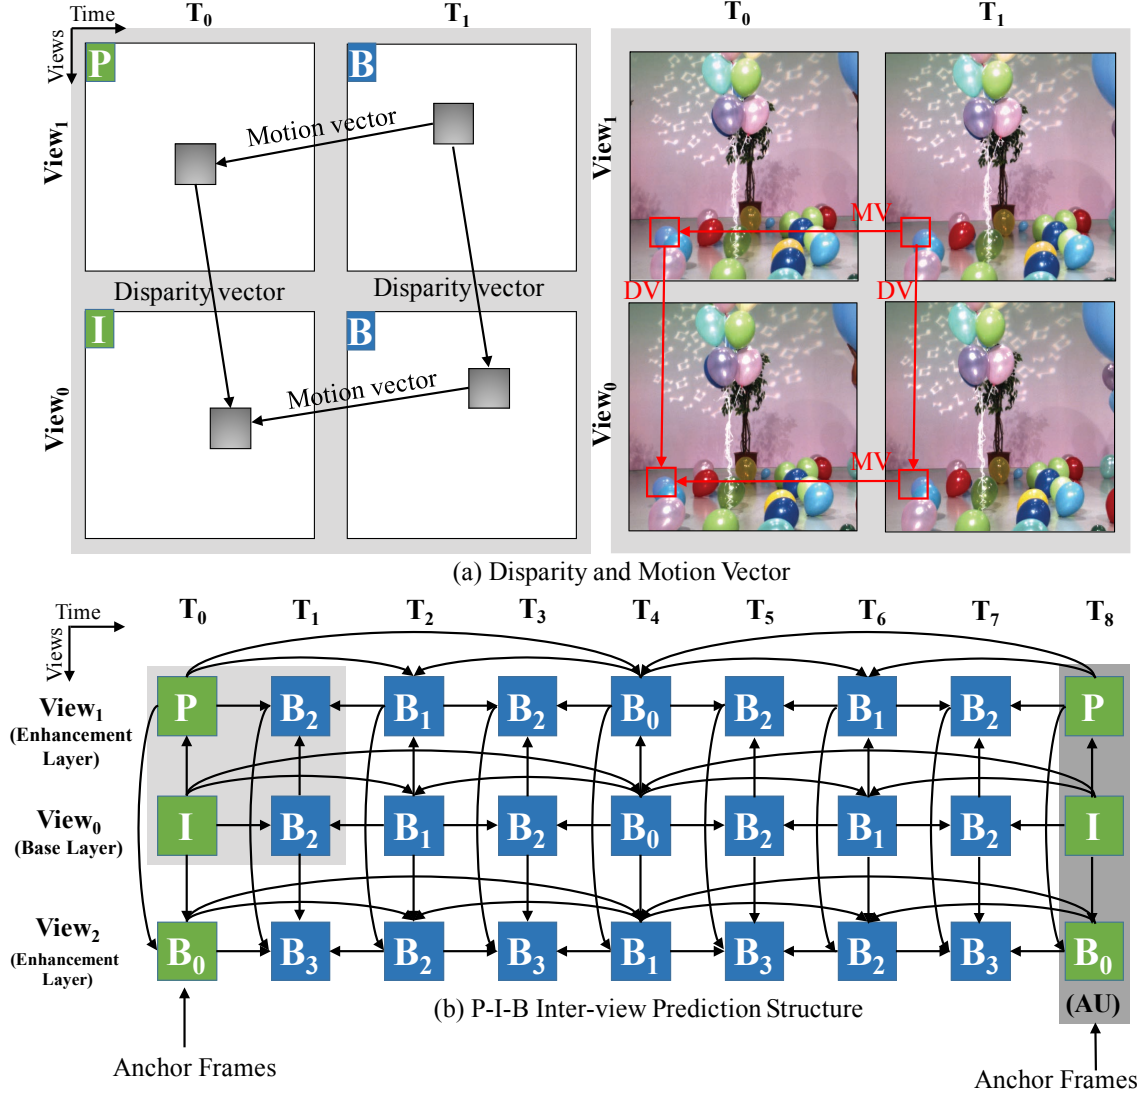 T0 T1 T0 T1
Time
Views
P B
View1
Motion vector
View1
MV
Disparity vector Disparity vector
DV DV
I B
View0
Motion vector
View0
MV
(a) Disparity and Motion Vector
Time
Views
T0 T1 T2 T3 T4 T5 T6 T7 T8
View1
(Enhancement
Layer)
P B2 B1 B2 B0 B2 B1 B2 P
View0
(Base Layer)
I B2 B1 B2 B0 B2 B1 B2 I
View2
(Enhancement
Layer)
B0 B3 B2 B3 B1 B3 B2 B3 B0
(b) P-I-B Inter-view Prediction Structure
(AU)
Anchor Frames
Anchor Frames